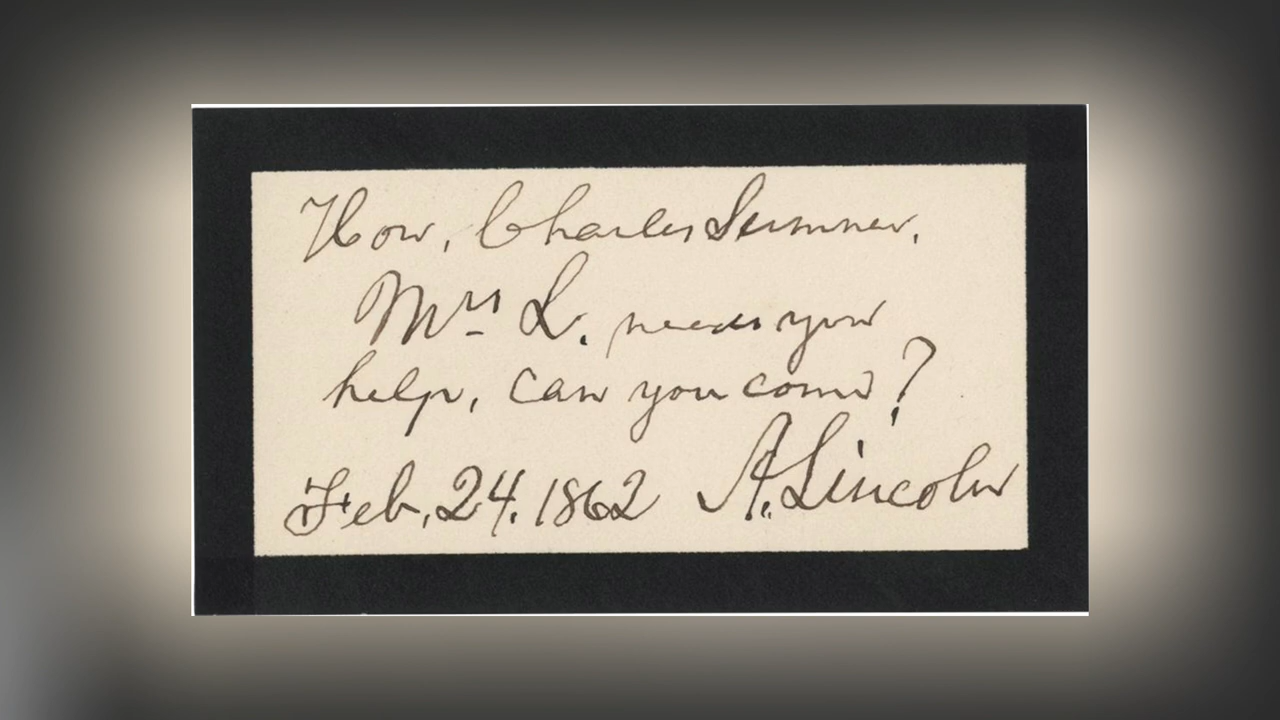 Hon. Charles Sumner.
Mrs L. needs your
help, Can you come?
Feb. 24. 1862 A. Lincoln